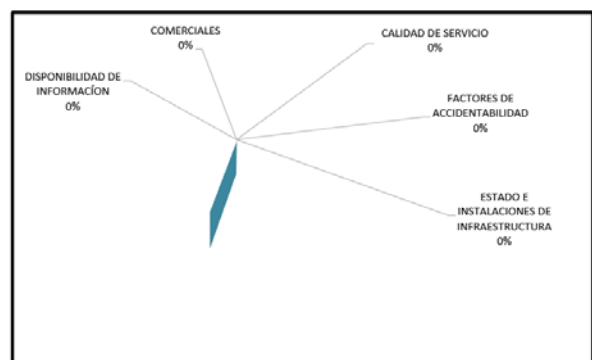 COMERCIALES
0%
CALIDAD DE SERVICIO
0%
DISPONIBILIDAD DE
INFORMACÍON
0%
FACTORES DE
ACCIDENTABILIDAD
0%
ESTADO E
INSTALACIONES DE
INFRAESTRUCTURA
0%